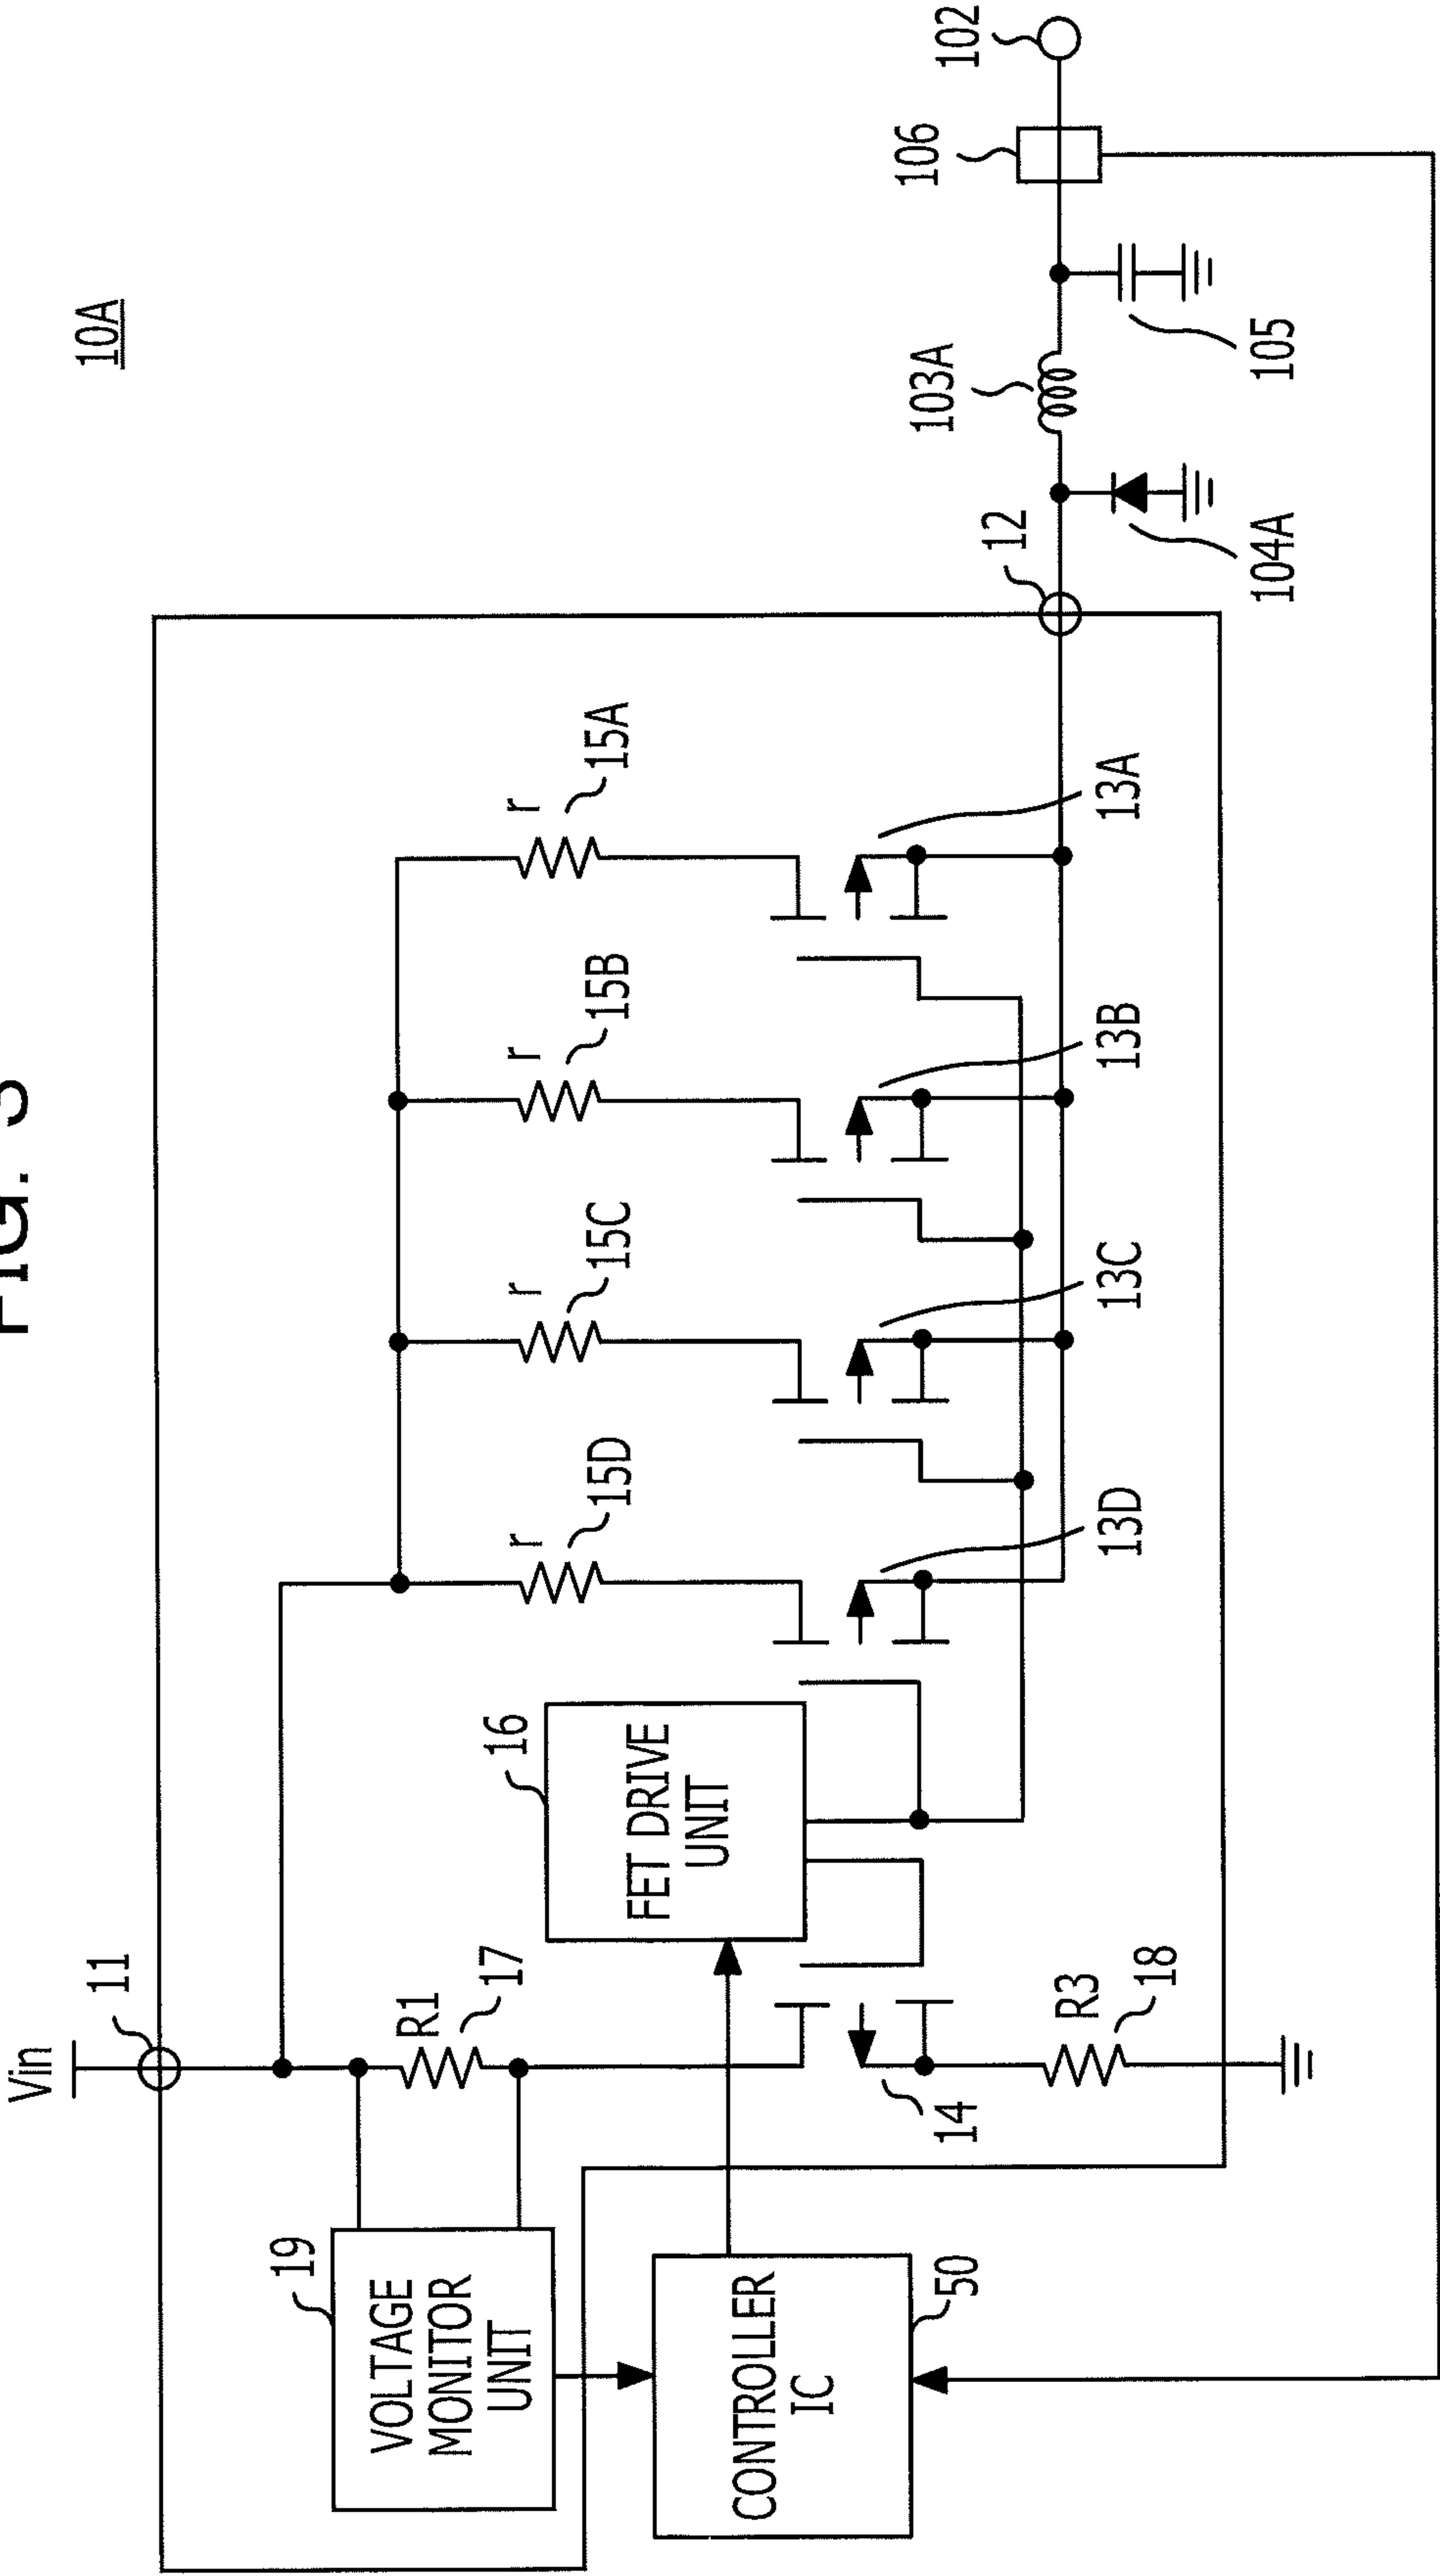 FIG.
10A
Vin
11
19
VOLTAGE
MONITOR
UNIT
R1
17
16
FET DRIVE
UNIT
r
15D
r
15C
r
15B
r
15A
CONTROLLER
IC
50
14
R3
18
13D
13C
13B
13A
12
103A
106
102
104A
105